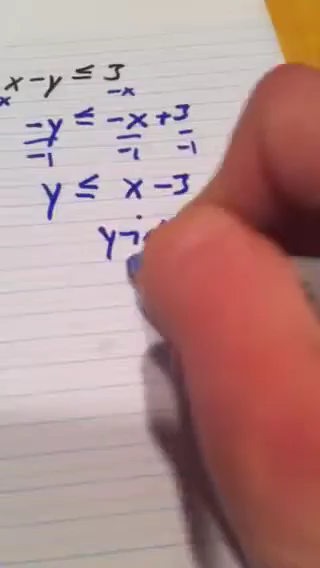 x - y ≤ 3
x -x
-y ≤ -x + 3
-1 -1 -1
y ≤ x - 3